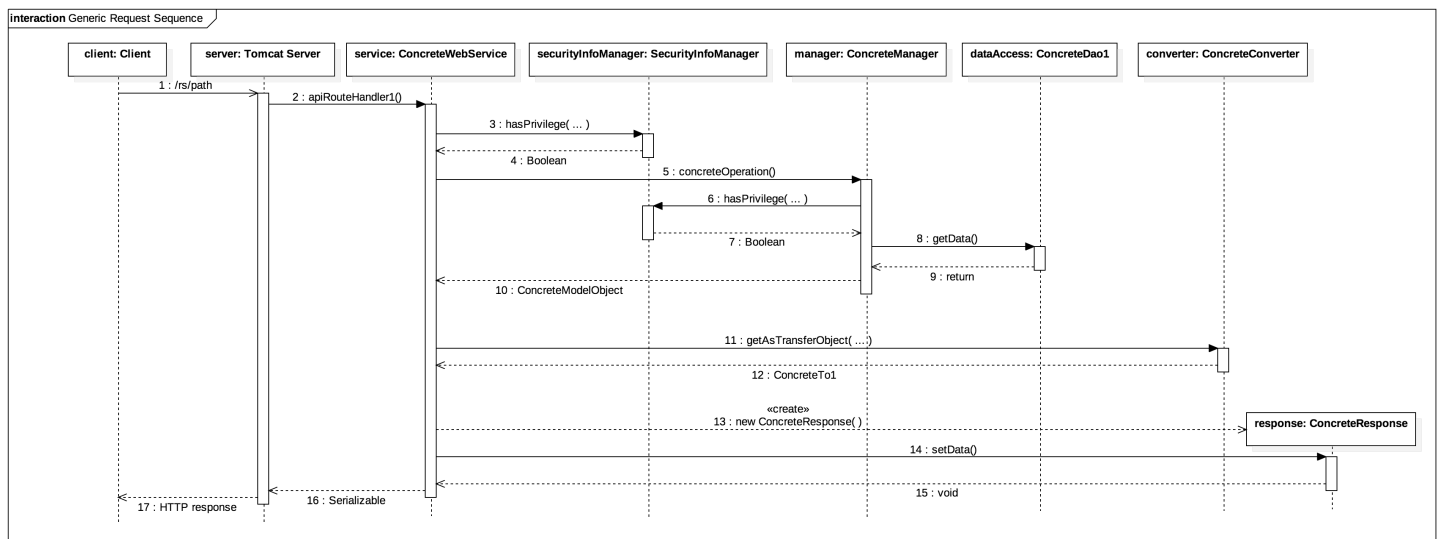 interaction Generic Request Sequence
client: Client
server: Tomcat Server
service: ConcreteWebService
securityInfoManager: SecurityInfoManager
manager: ConcreteManager
dataAccess: ConcreteDao1
converter: ConcreteConverter
1 : /rs/path
2 : apiRouteHandler1()
3 : hasPrivilege( ... )
4 : Boolean
5 : concreteOperation()
6 : hasPrivilege( ... )
7 : Boolean
8 : getData()
9 : return
10 : ConcreteModelObject
11 : getAsTransferObject( ... )
12 : ConcreteTo1
«create»
13 : new ConcreteResponse( )
response: ConcreteResponse
14 : setData()
15 : void
16 : Serializable
17 : HTTP response